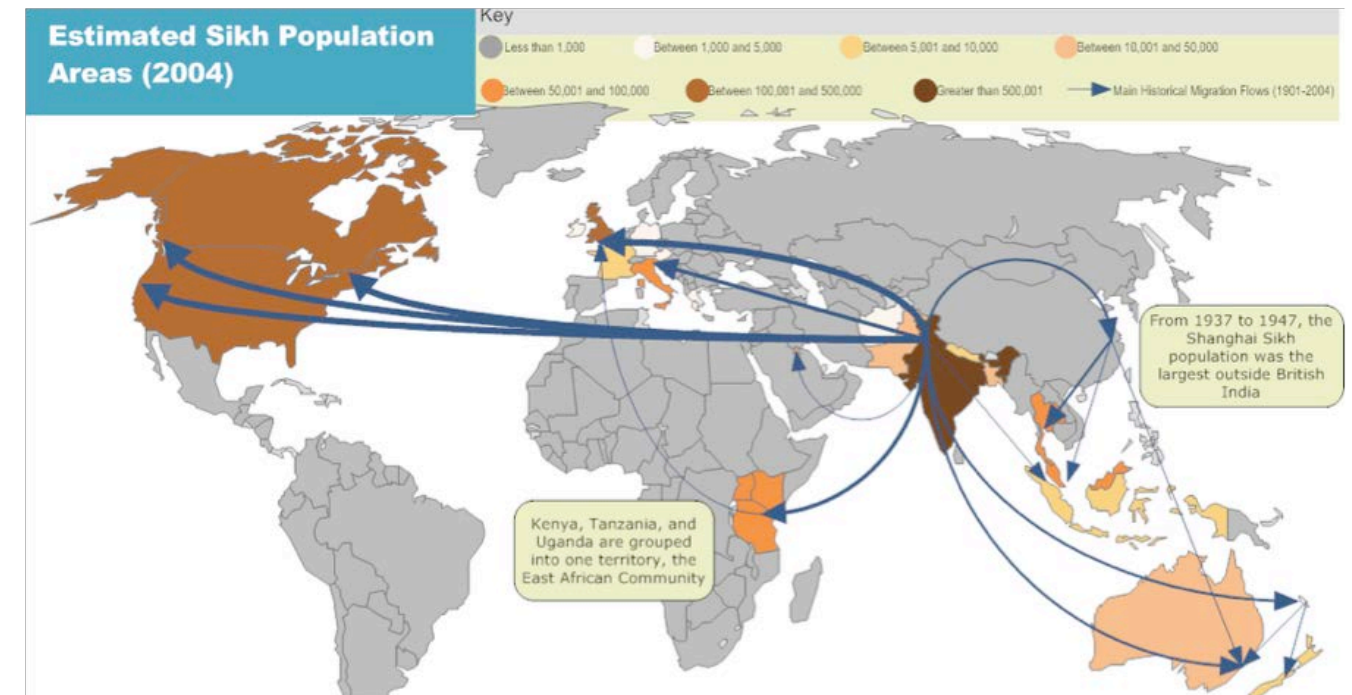 Estimated Sikh Population
Areas (2004)
Key
Less than 1,000
Between 1,000 and 5,000
Between 5,001 and 10,000
Between 10,001 and 50,000
Between 50,001 and 100,000
Between 100,001 and 500,000
Greater than 500,001
Main Historical Migration Flows (1901-2004)
From 1937 to 1947, the
Shanghai Sikh
population was the
largest outside British
India
Kenya, Tanzania, and
Uganda are grouped
into one territory, the
East African Community